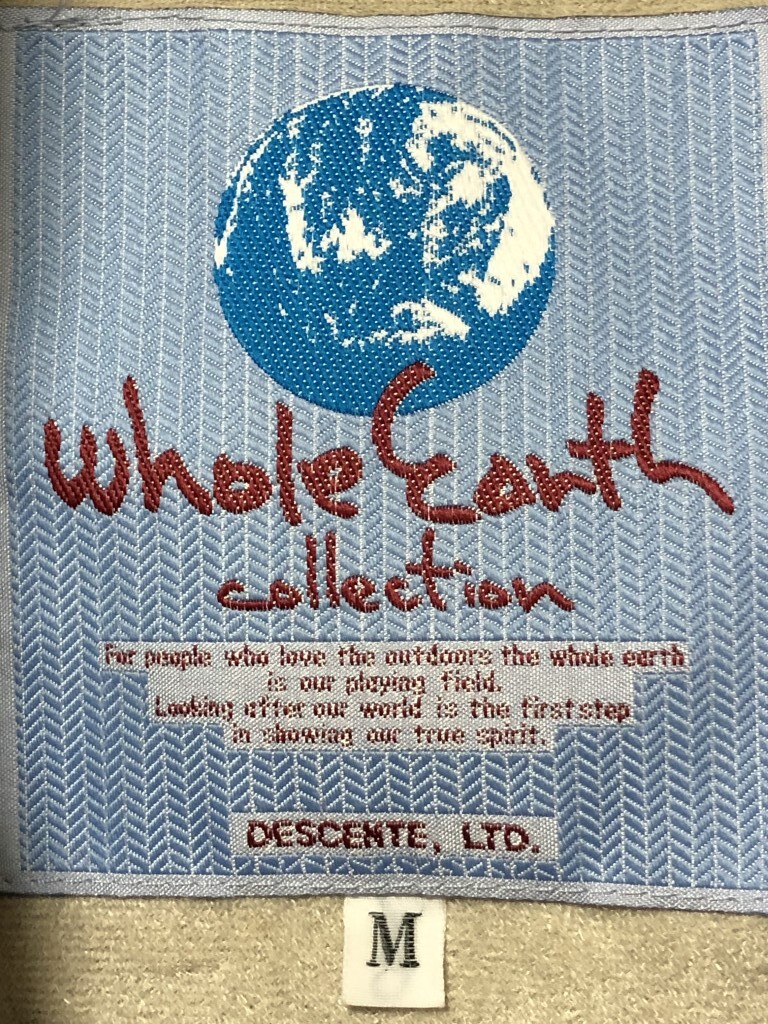 Whole Earth
collection
For people who love the outdoors the whole earth
is our playing field.
Looking after our world is the first step
in showing our true spirit.
DESCENTE, LTD.
M